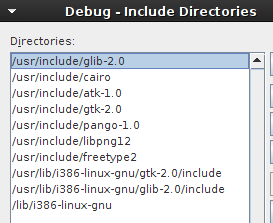 Debug - Include Directories
Directories:
/usr/include/glib-2.0
/usr/include/cairo
/usr/include/atk-1.0
/usr/include/gtk-2.0
/usr/include/pango-1.0
/usr/include/libpng12
/usr/include/freetype2
/usr/lib/i386-linux-gnu/gtk-2.0/include
/usr/lib/i386-linux-gnu/glib-2.0/include
/lib/i386-linux-gnu